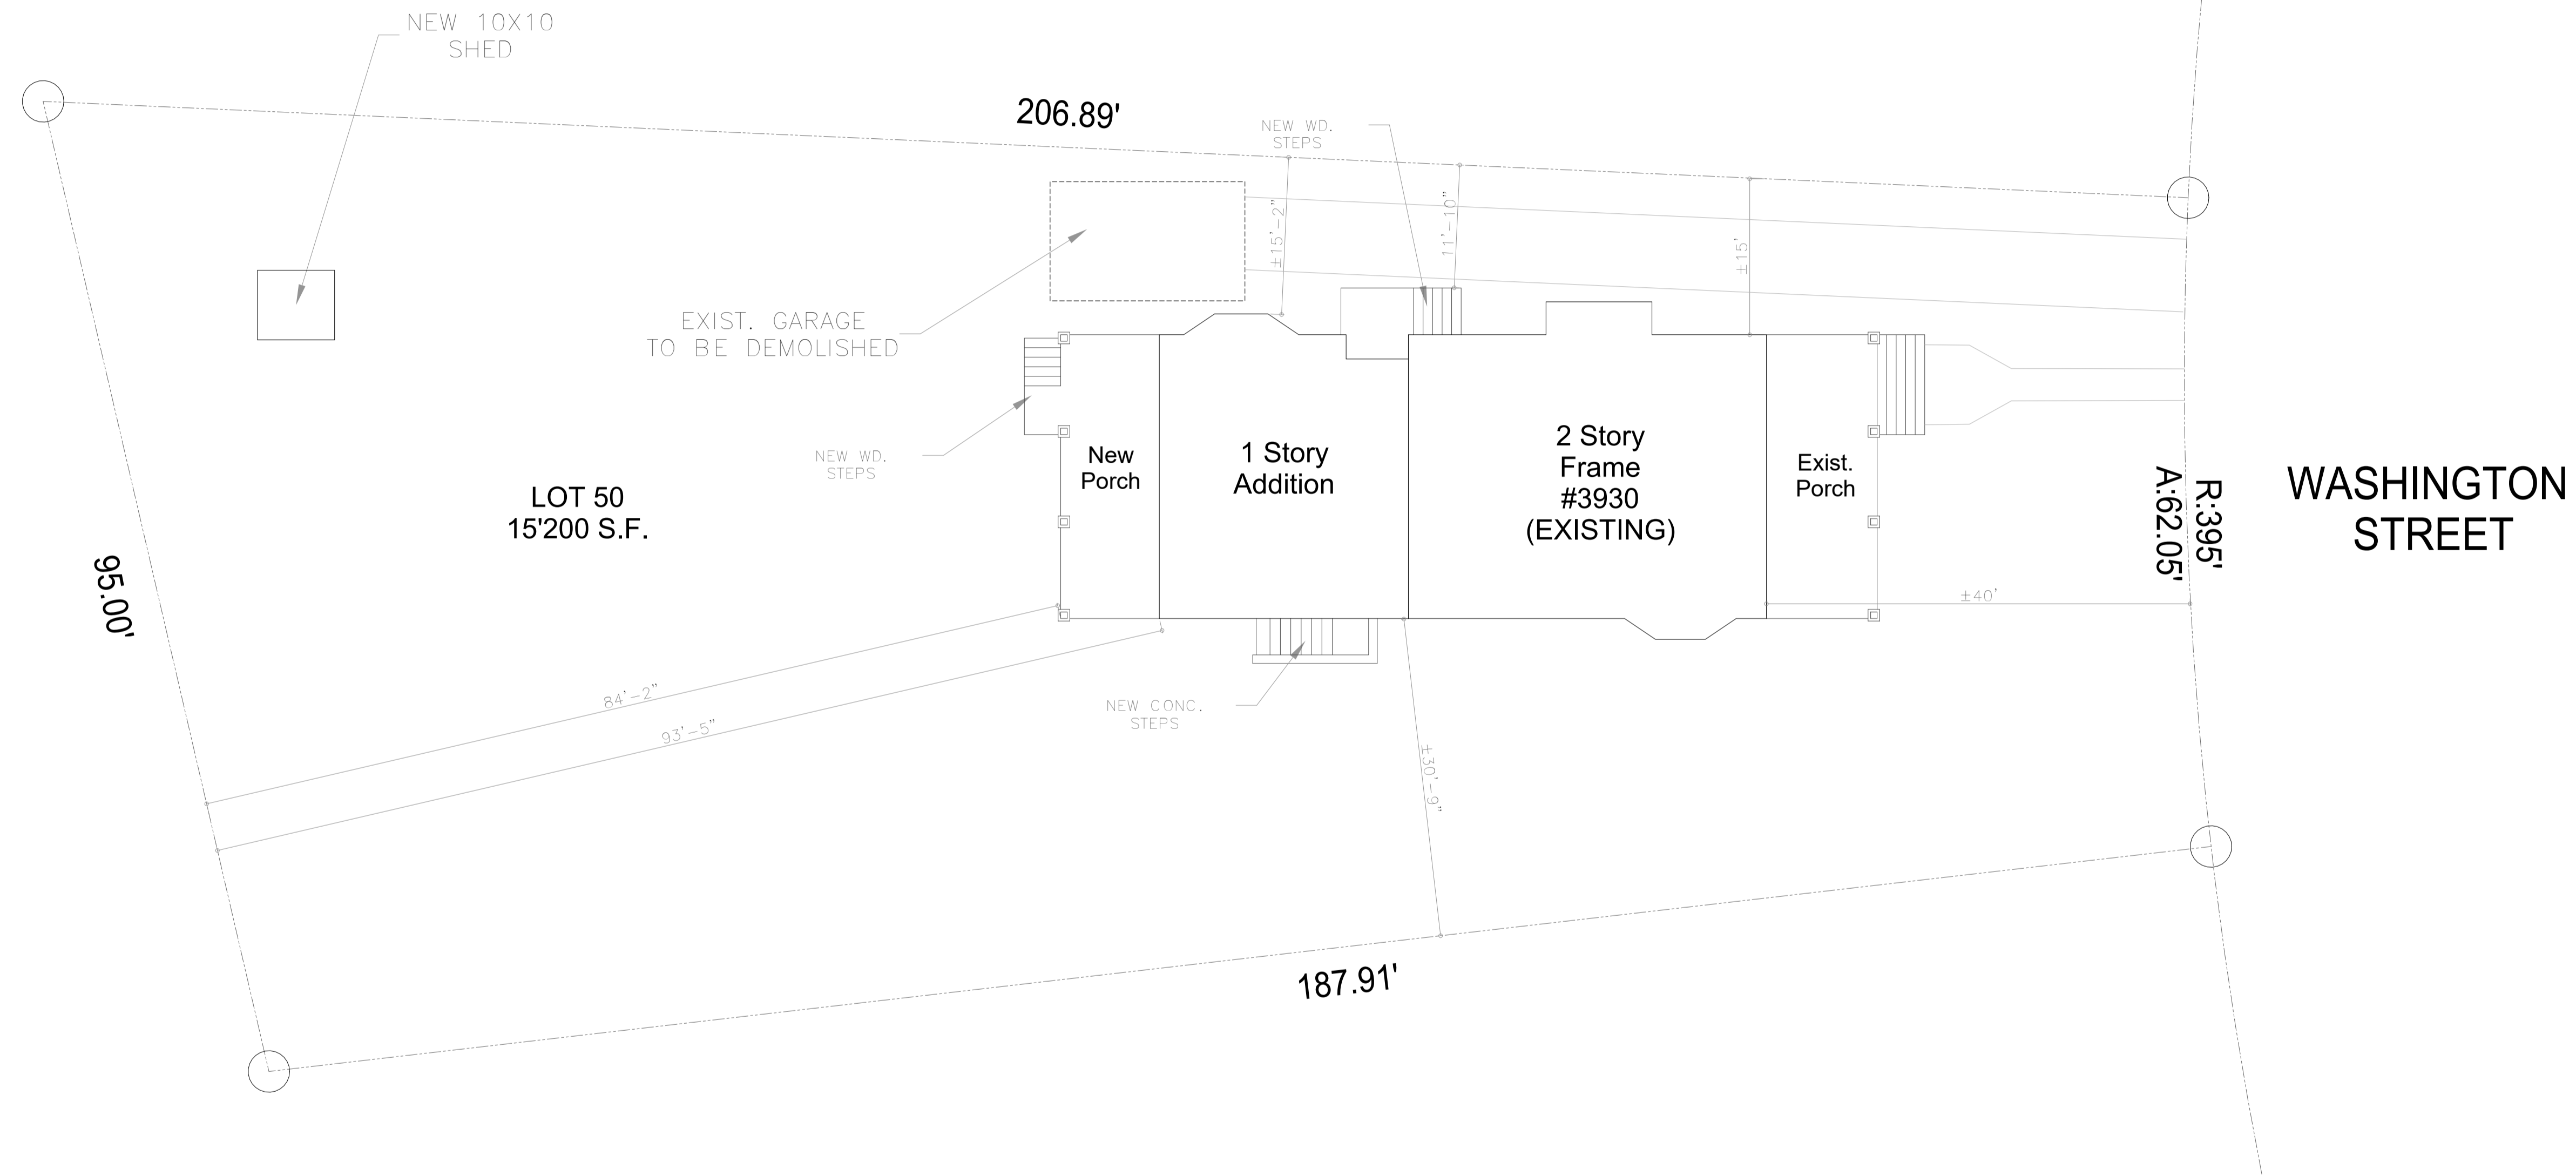 NEW 10X10
SHED
206.89'
NEW WD.
STEPS
±15'-2"
11'-10"
±15'
EXIST. GARAGE
TO BE DEMOLISHED
NEW WD.
STEPS
New
Porch
1 Story
Addition
2 Story
Frame
#3930
(EXISTING)
Exist.
Porch
LOT 50
15'200 S.F.
R:395'
A:62.05'
WASHINGTON
STREET
95.00'
±40'
84'-2"
93'-5"
NEW CONC.
STEPS
±30'-9"
187.91'